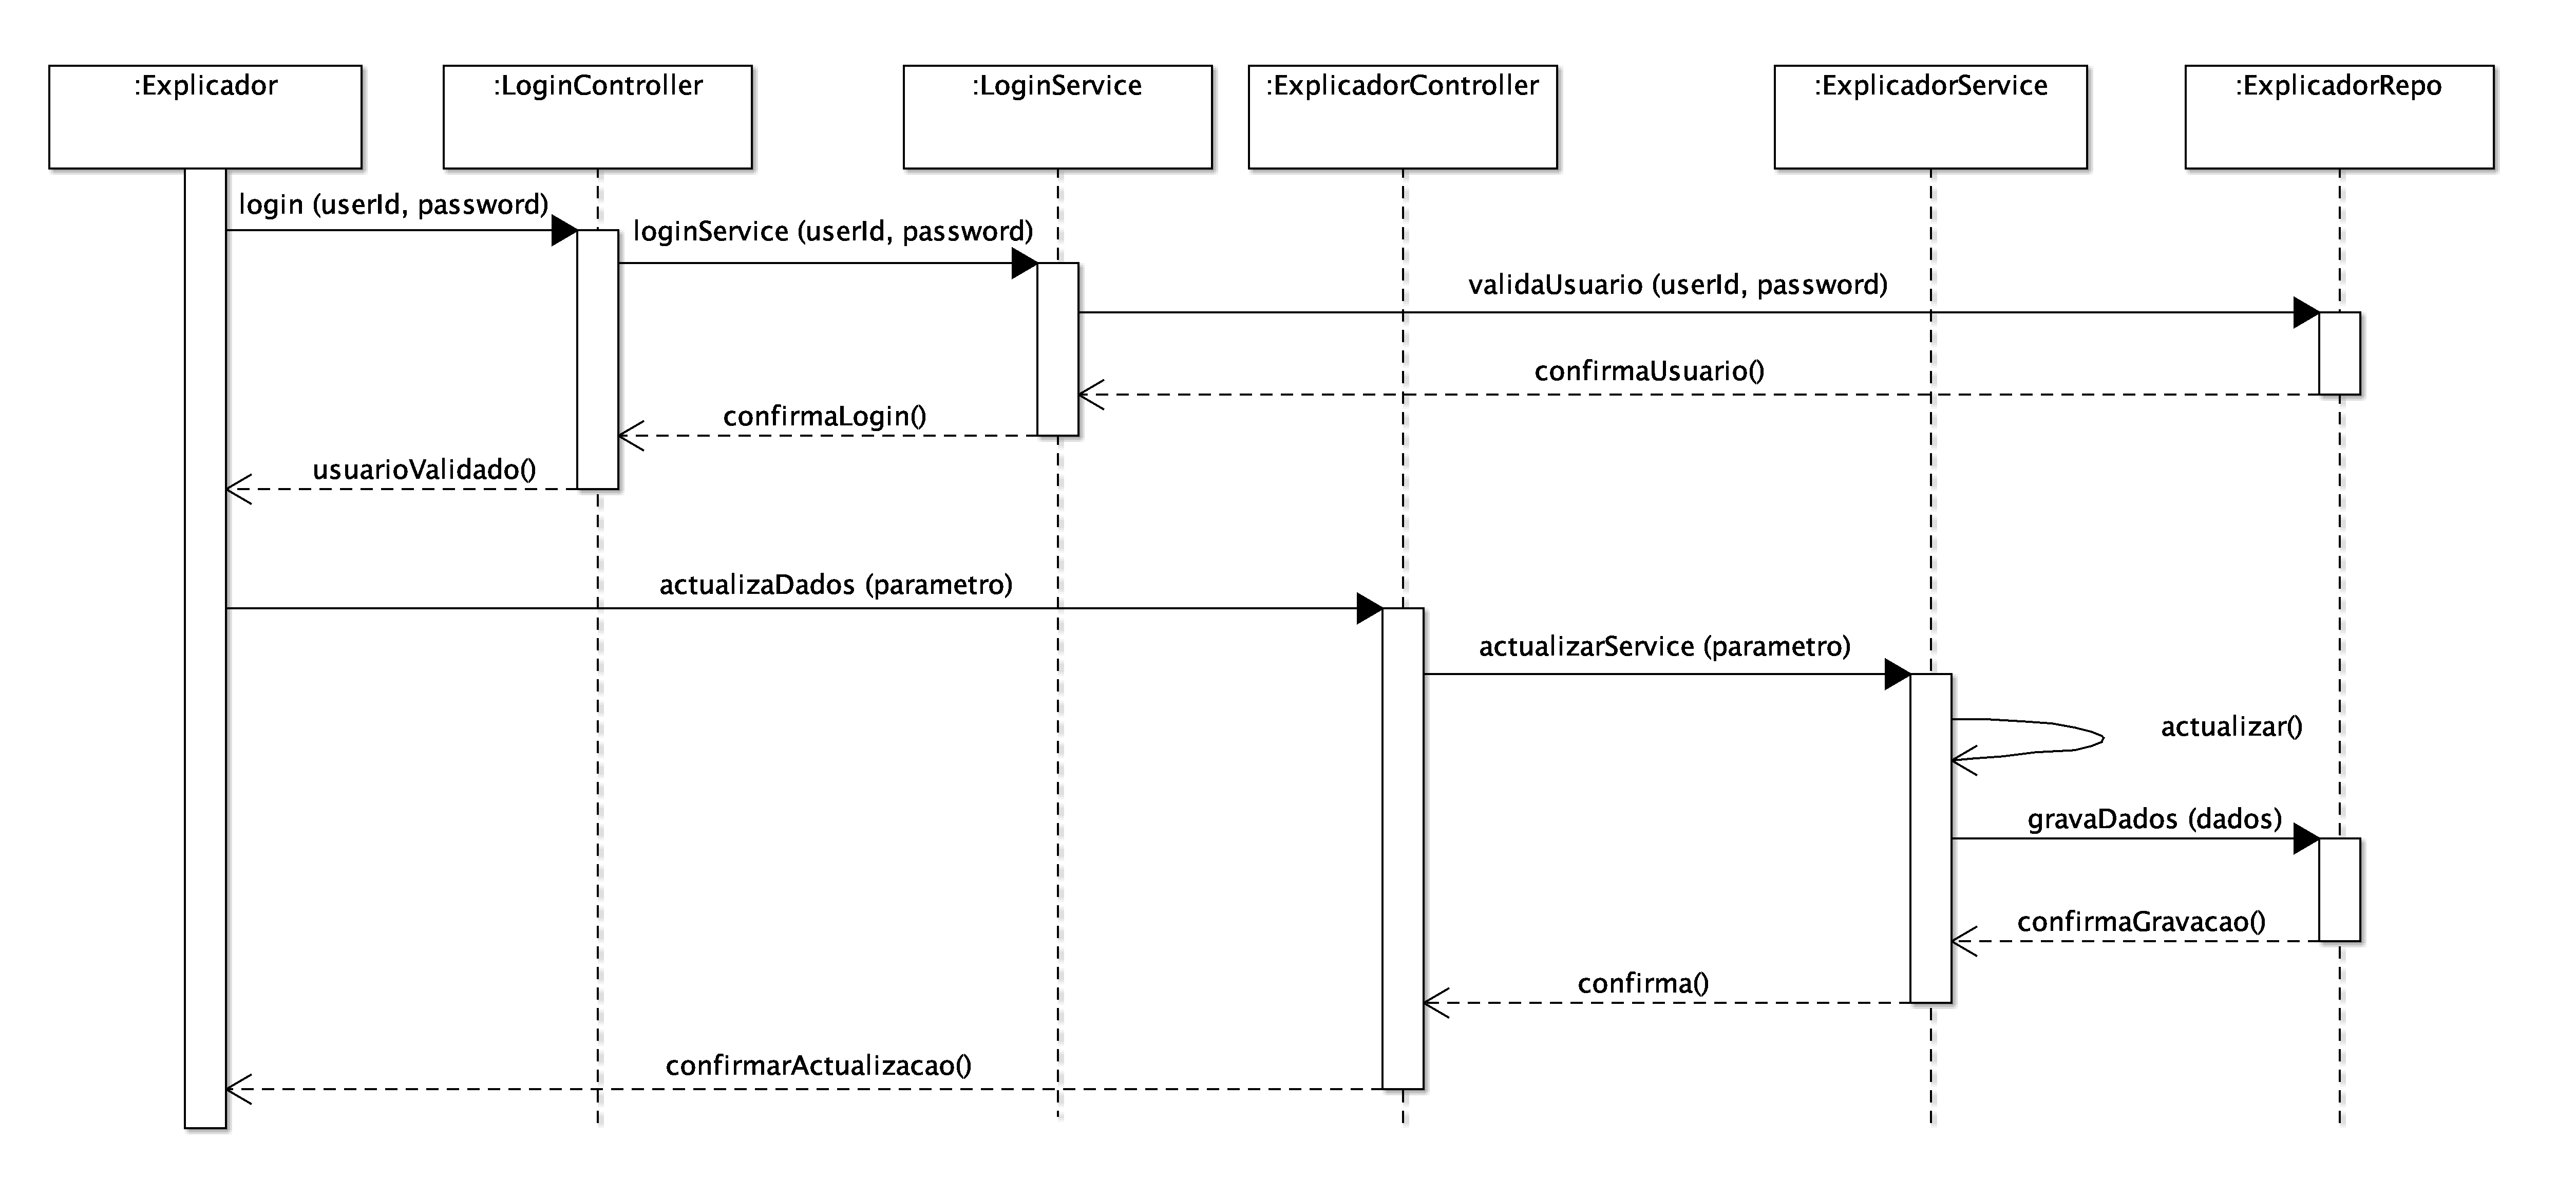 :Explicador
:LoginController
:LoginService
:ExplicadorController
:ExplicadorService
:ExplicadorRepo
login (userId, password)
loginService (userId, password)
validaUsuario (userId, password)
confirmaUsuario()
confirmaLogin()
usuarioValidado()
actualizaDados (parametro)
actualizarService (parametro)
actualizar()
gravaDados (dados)
confirmaGravacao()
confirma()
confirmarActualizacao()